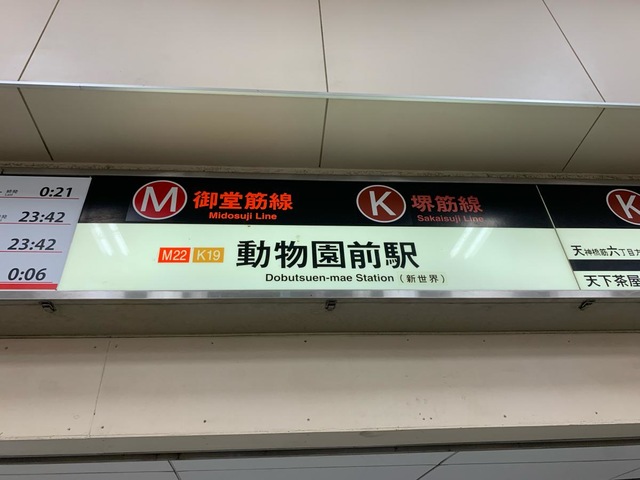 0:21
23:42
23:42
0:06
M 御堂筋線
Midosuji Line
K 堺筋線
Sakaisuji Line
M22 K19 動物園前駅
Dobutsuen-mae Station (新世界)
K
天神橋筋六丁目方
天下茶屋